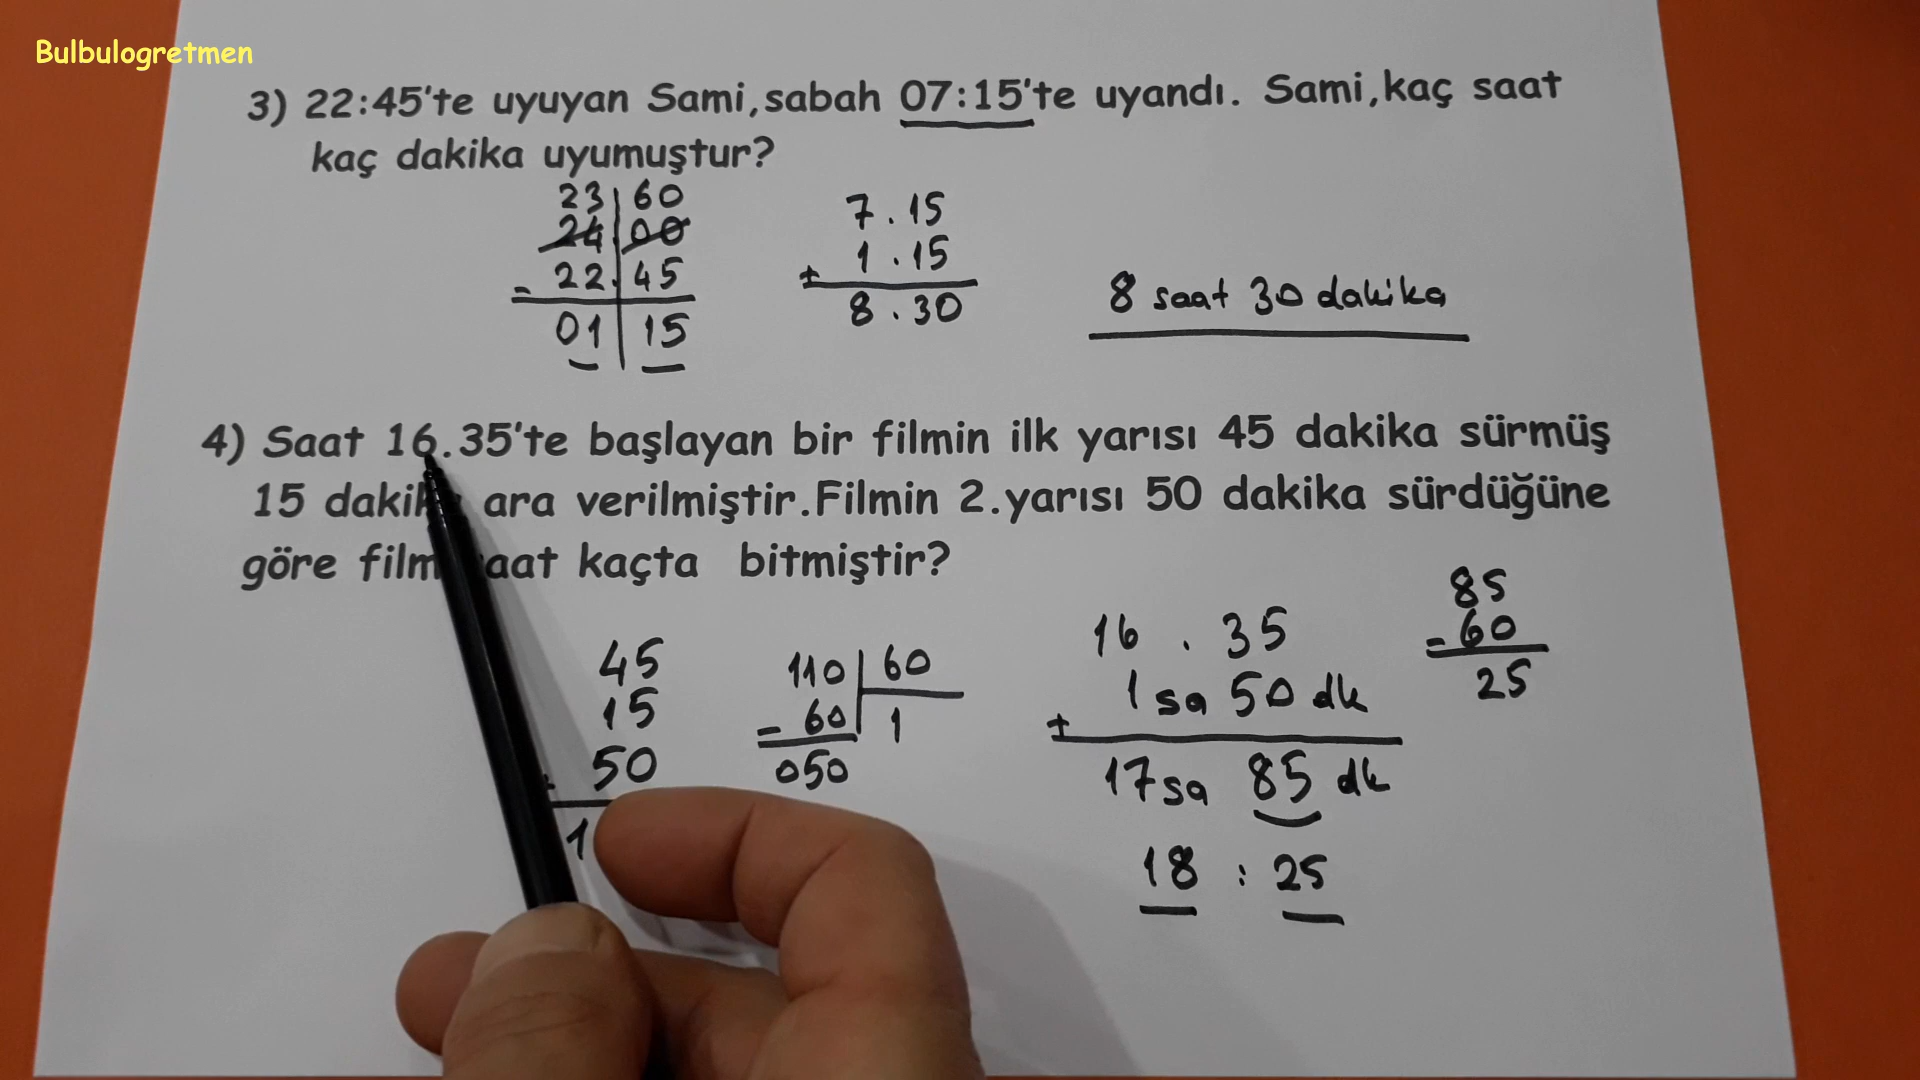 Bulbulogretmen
3) 22:45'te uyuyan Sami,sabah 07:15'te uyandı. Sami,kaç saat
kaç dakika uyumuştur?
23 60
24.00
- 22.45
01 15
7.15
+ 1.15
8.30
8 saat 30 dakika
4) Saat 16.35'te başlayan bir filmin ilk yarısı 45 dakika sürmüş
15 ara verilmiştir.Filmin 2.yarısı 50 dakika sürdüğüne
göre film kaçta bitmiştir?
45
15
50
1
110 60
- 60 1
050
16 . 35
+ 1 sa 50 dk
17 sa 85 dk
18 : 25
85
- 60
25